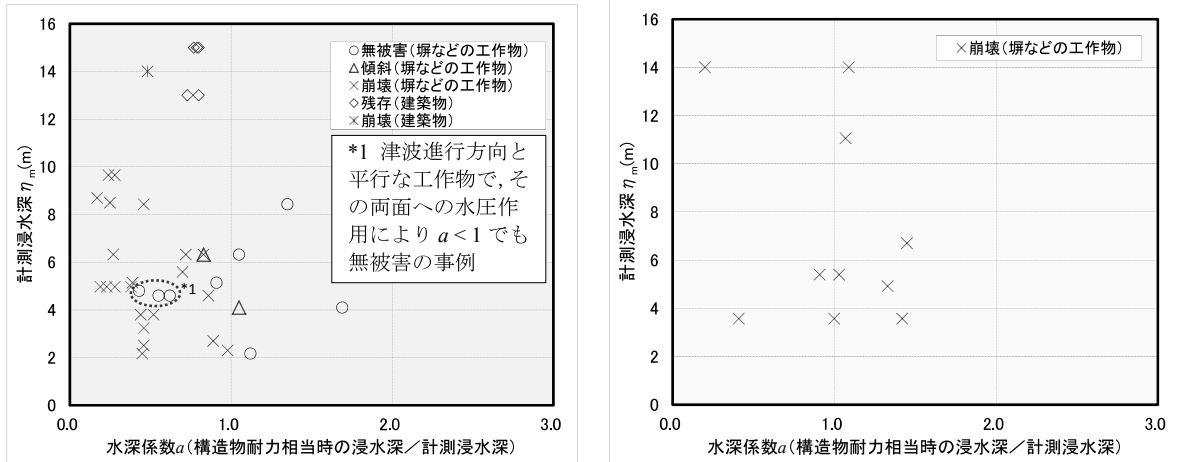 16
14
12
10
8
6
4
2
0
計測浸水深ηm(m)
○無被害(塀などの工作物)
△傾斜(塀などの工作物)
×崩壊(塀などの工作物)
◇残存(建築物)
＊崩壊(建築物)
*1 津波進行方向と
平行な工作物で,そ
の両面への水圧作
用により a < 1 でも
無被害の事例
*1
0.0 1.0 2.0 3.0
水深係数a(構造物耐力相当時の浸水深／計測浸水深)
16
14
12
10
8
6
4
2
0
計測浸水深ηm(m)
×崩壊(塀などの工作物)
0.0 1.0 2.0 3.0
水深係数a(構造物耐力相当時の浸水深／計測浸水深)